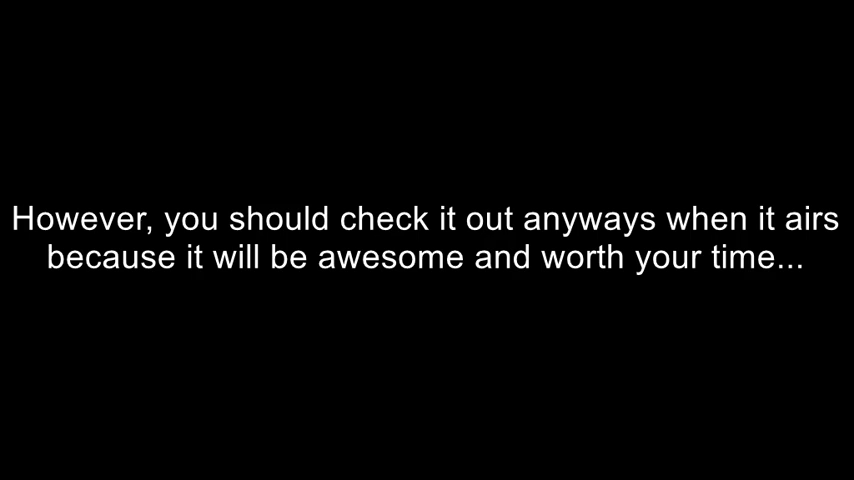 However, you should check it out anyways when it airs
because it will be awesome and worth your time...